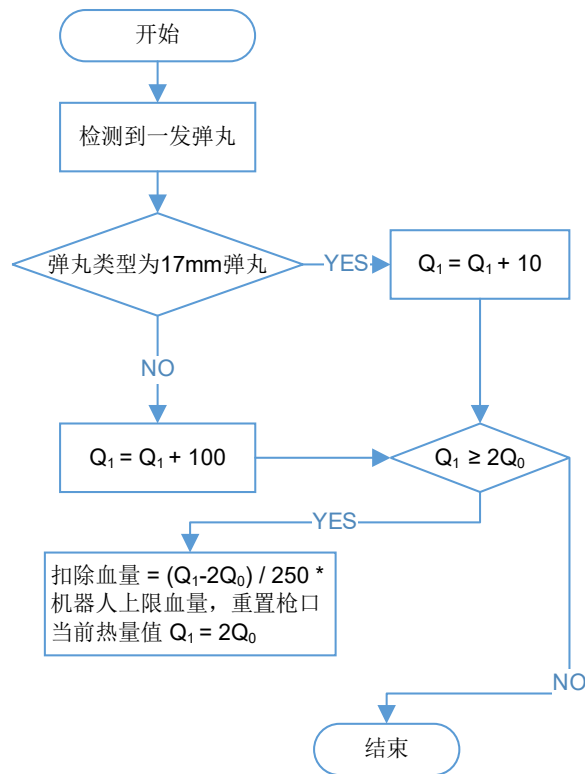 开始
检测到一发弹丸
弹丸类型为17mm弹丸
YES
Q₁ = Q₁ + 10
NO
Q₁ = Q₁ + 100
Q₁ ≥ 2Q₀
YES
扣除血量 = (Q₁-2Q₀) / 250 *
机器人上限血量，重置枪口
当前热量值 Q₁ = 2Q₀
NO
结束